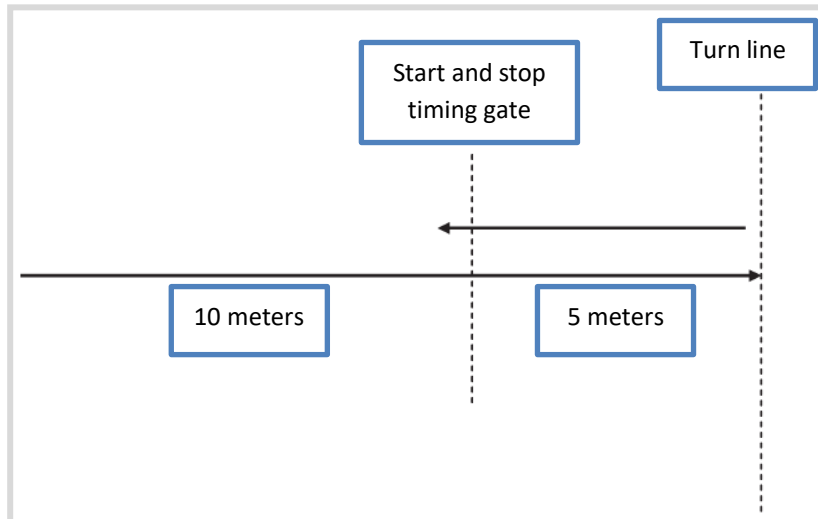 Turn line
Start and stop
timing gate
10 meters
5 meters